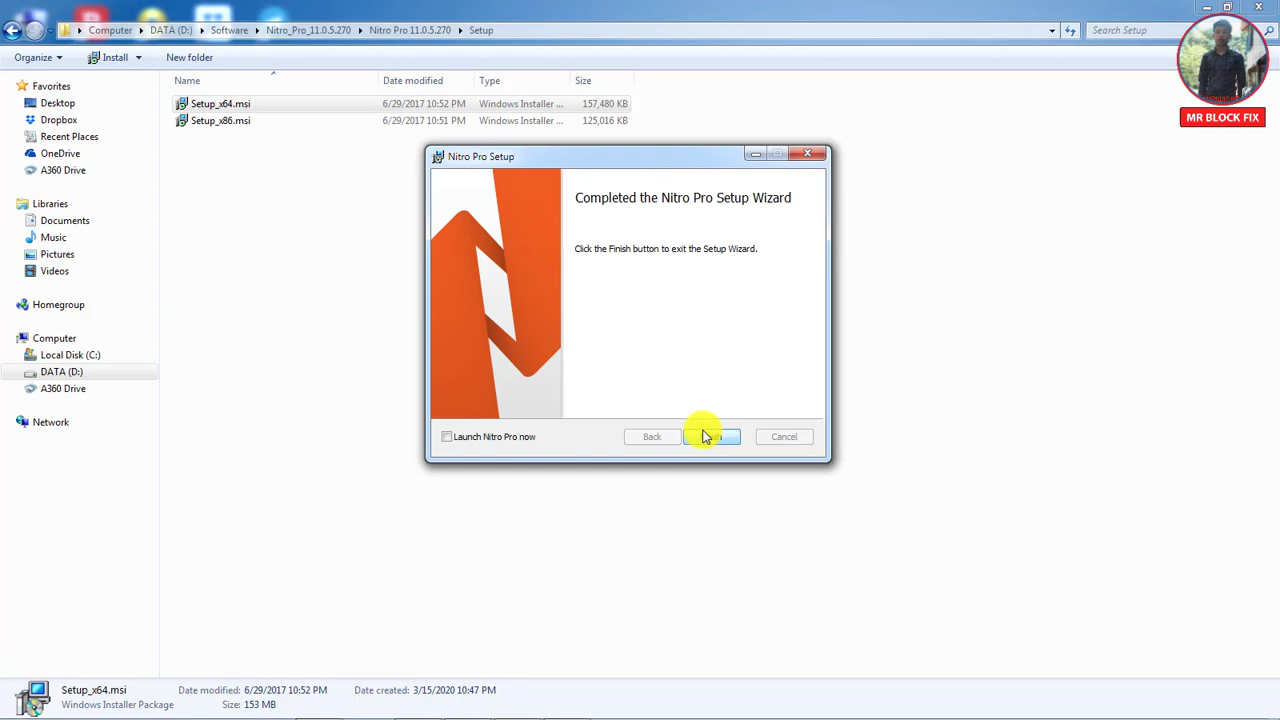 Computer
DATA (D:)
Software
Nitro_Pro_11.0.5.270
Nitro Pro 11.0.5.270
Setup
Search Setup
Organize
Install
New folder
MR BLOCK FIX
Name
Date modified
Type
Size
Setup_x64.msi
6/29/2017 10:52 PM
Windows Installer ...
157,480 KB
Setup_x86.msi
6/29/2017 10:51 PM
Windows Installer ...
125,016 KB
Favorites
Desktop
Dropbox
Recent Places
OneDrive
A360 Drive
Libraries
Documents
Music
Pictures
Videos
Homegroup
Computer
Local Disk (C:)
DATA (D:)
A360 Drive
Network
Nitro Pro Setup
Completed the Nitro Pro Setup Wizard
Click the Finish button to exit the Setup Wizard.
Launch Nitro Pro now
Back
Cancel
Setup_x64.msi
Date modified: 6/29/2017 10:52 PM
Date created: 3/15/2020 10:47 PM
Windows Installer Package
Size: 153 MB